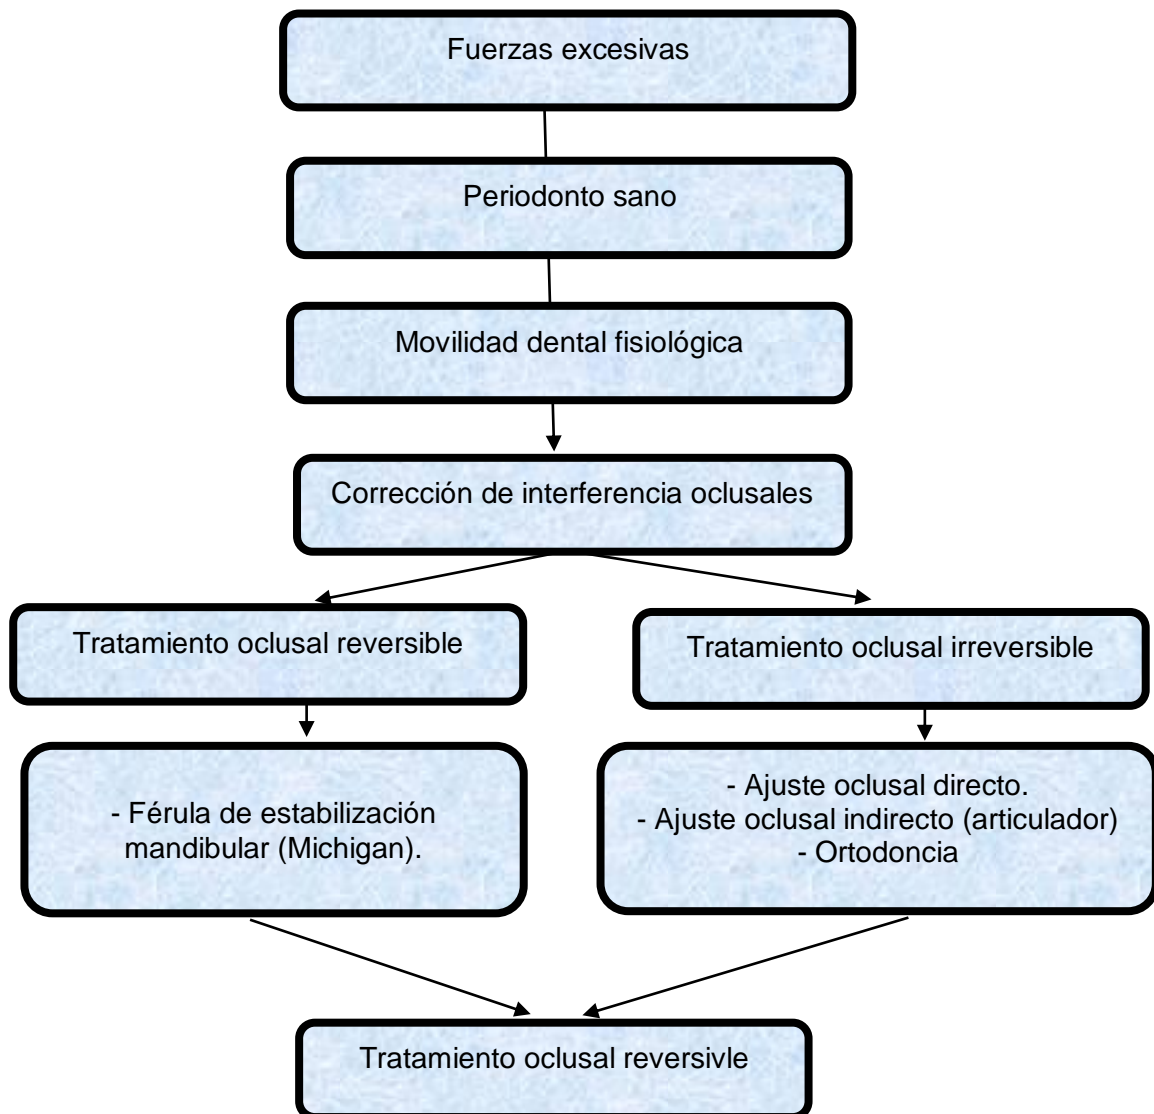 Fuerzas excesivas
Periodonto sano
Movilidad dental fisiológica
Corrección de interferencia oclusales
Tratamiento oclusal reversible
Tratamiento oclusal irreversible
- Férula de estabilización
mandibular (Michigan).
- Ajuste oclusal directo.
- Ajuste oclusal indirecto (articulador)
- Ortodoncia
Tratamiento oclusal reversivle